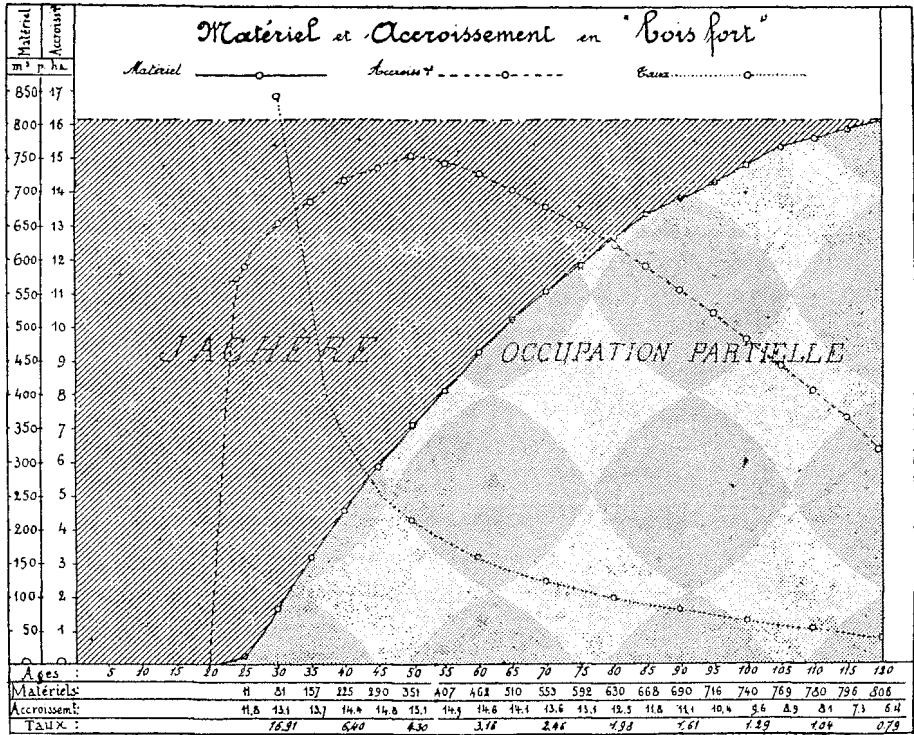 Matériel et Accroissement en "bois fort"
Matériel Accroiss.t
m³ p. ha
Matériel Accroiss.t Taux
850 17
800 16
750 15
700 14
650 13
600 12
550 11
500 10
450 9
400 8
350 7
300 6
250 5
200 4
150 3
100 2
50 1
0 0
JACHÈRE OCCUPATION PARTIELLE
Ages : 5 10 15 20 25 30 35 40 45 50 55 60 65 70 75 80 85 90 95 100 105 110 115 120
Matériels: 11 81 157 225 290 351 407 462 510 553 592 630 668 690 716 740 769 780 796 808
Accroissemt: 11,8 13,1 13,7 14,4 14,8 15,1 14,9 14,6 14,1 13,6 13,1 12,5 11,8 11,1 10,4 9,6 8,9 8,1 7,3 6,4
Taux : 16,91 6,40 4,30 3,16 2,46 1,98 1,61 1,29 1,04 0,79